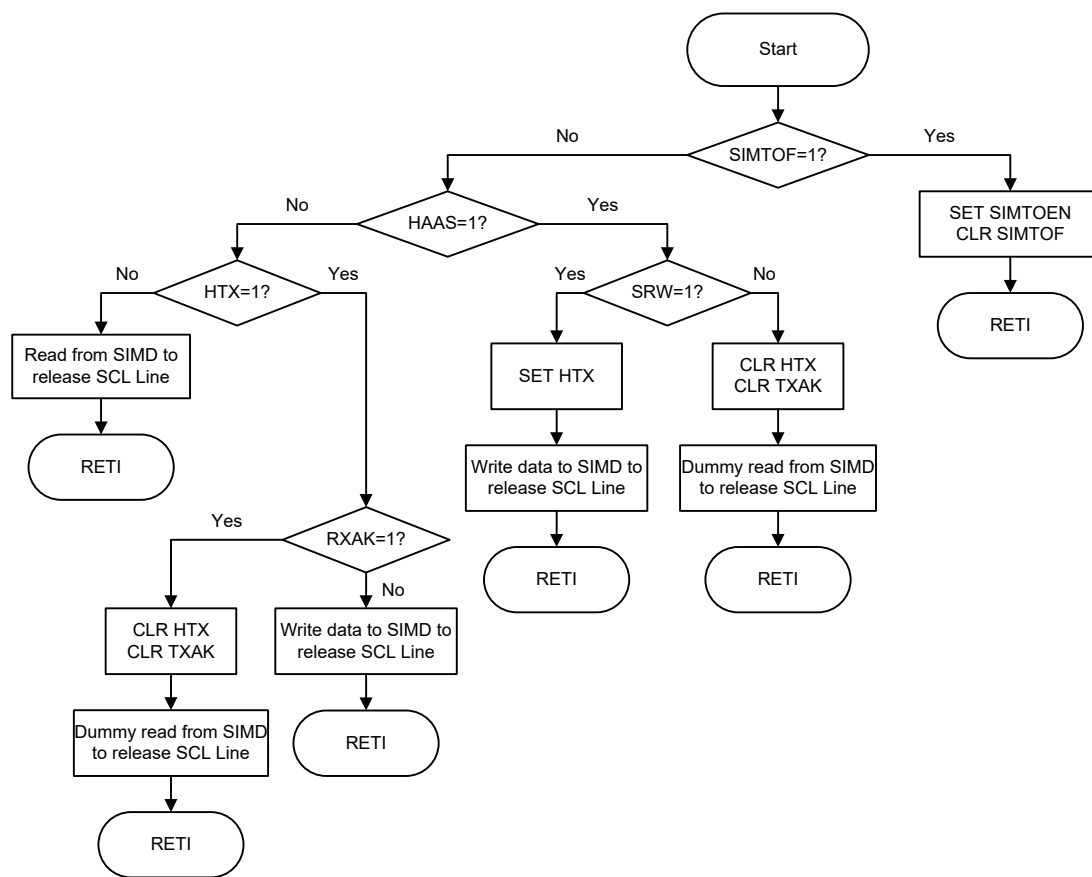 Start
No
Yes
SIMTOF=1?
No
Yes
HAAS=1?
SET SIMTOEN
CLR SIMTOF
No
Yes
HTX=1?
Yes
No
SRW=1?
RETI
Read from SIMD to
release SCL Line
SET HTX
CLR HTX
CLR TXAK
RETI
Write data to SIMD to
release SCL Line
Dummy read from SIMD
to release SCL Line
Yes
RXAK=1?
No
RETI
RETI
CLR HTX
CLR TXAK
Write data to SIMD to
release SCL Line
Dummy read from SIMD
to release SCL Line
RETI
RETI